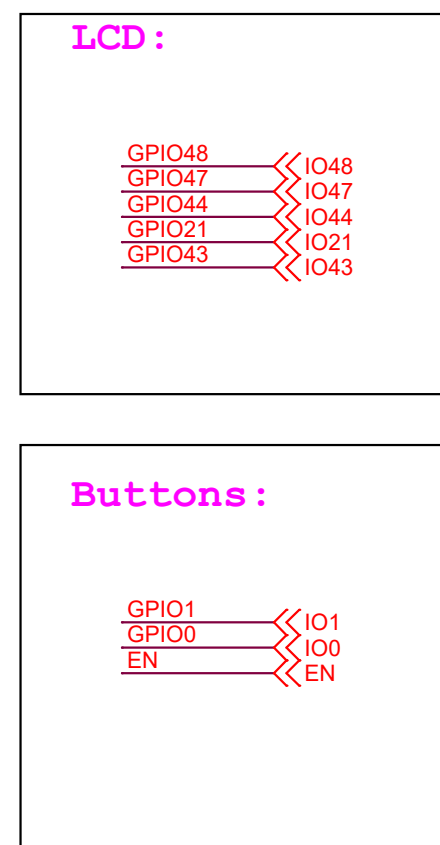 LCD:
GPIO48 IO48
GPIO47 IO47
GPIO44 IO44
GPIO21 IO21
GPIO43 IO43
Buttons:
GPIO1 IO1
GPIO0 IO0
EN EN